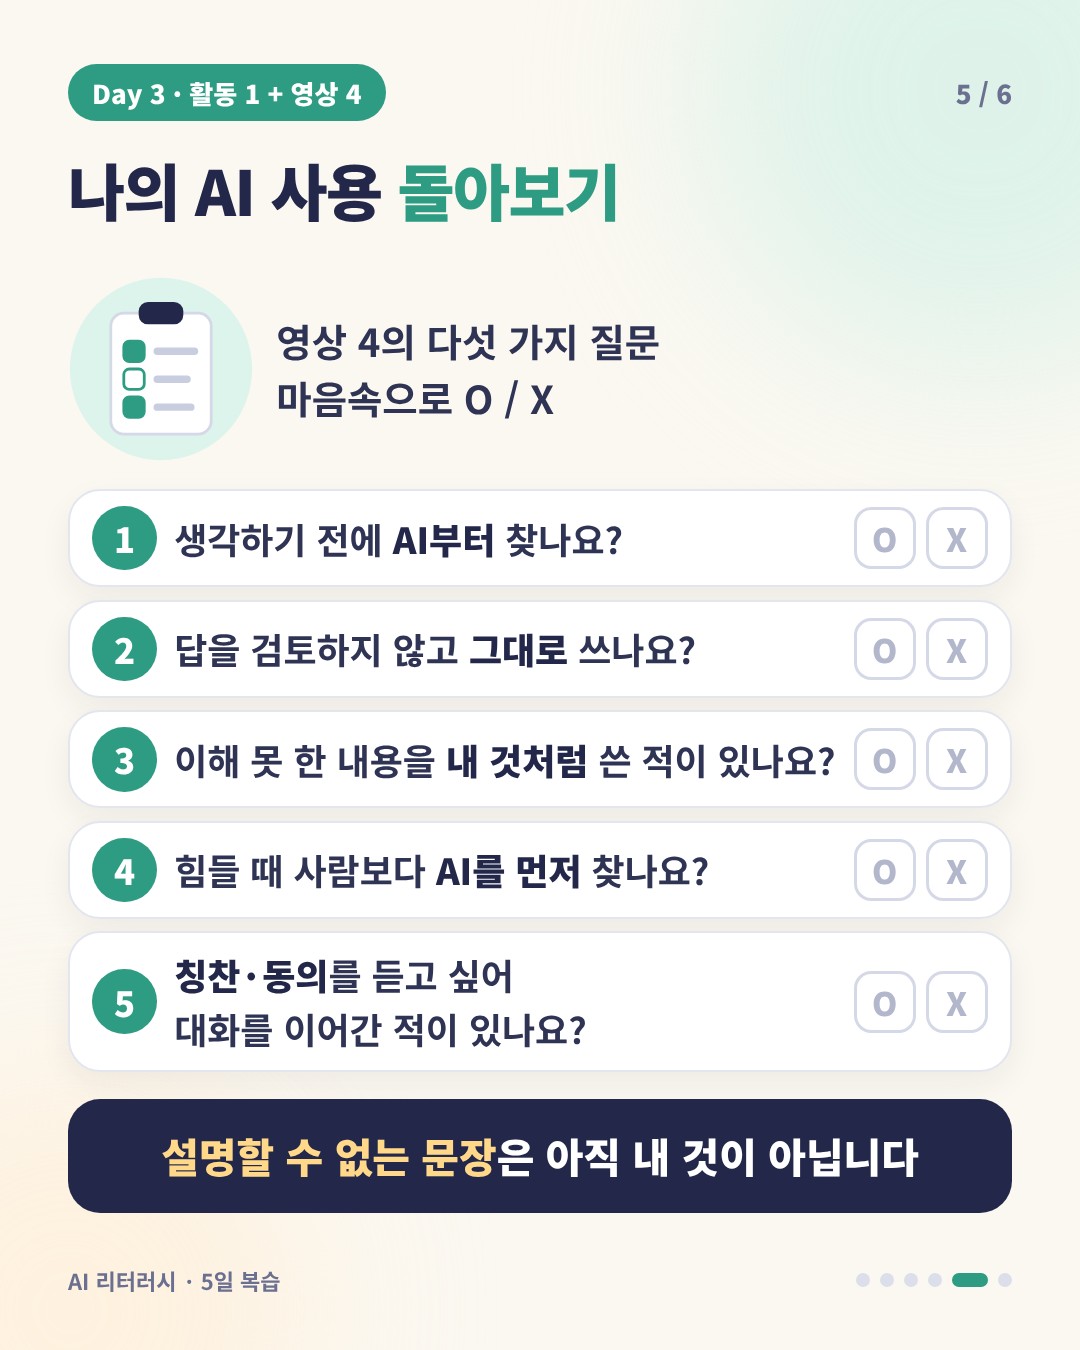 Day 3 · 활동 1 + 영상 4
5 / 6
나의 AI 사용 돌아보기
영상 4의 다섯 가지 질문
마음속으로 O / X
1 생각하기 전에 AI부터 찾나요? O X
2 답을 검토하지 않고 그대로 쓰나요? O X
3 이해 못 한 내용을 내 것처럼 쓴 적이 있나요? O X
4 힘들 때 사람보다 AI를 먼저 찾나요? O X
5 칭찬·동의를 듣고 싶어
대화를 이어간 적이 있나요? O X
설명할 수 없는 문장은 아직 내 것이 아닙니다
AI 리터러시 · 5일 복습